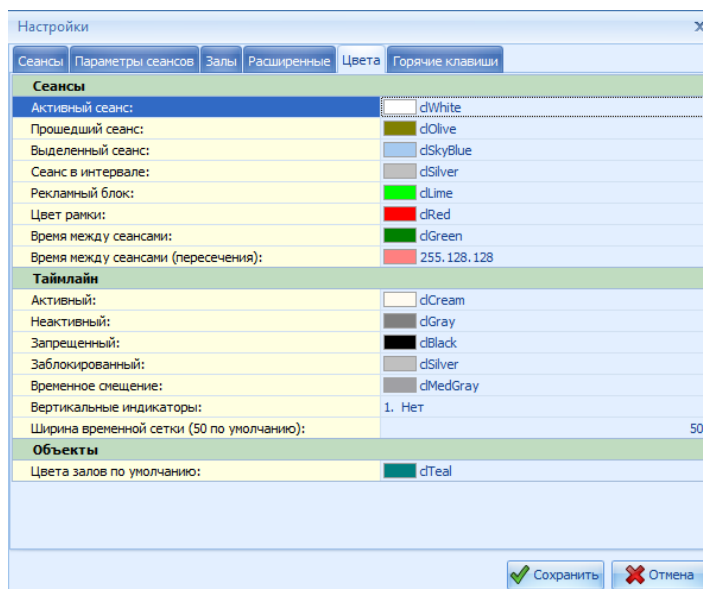 Настройки
Сеансы Параметры сеансов Залы Расширенные Цвета Горячие клавиши
Сеансы
Активный сеанс: clWhite
Прошедший сеанс: clOlive
Выделенный сеанс: clSkyBlue
Сеанс в интервале: clSilver
Рекламный блок: clLime
Цвет рамки: clRed
Время между сеансами: clGreen
Время между сеансами (пересечения): 255.128.128
Таймлайн
Активный: clCream
Неактивный: clGray
Запрещенный: clBlack
Заблокированный: clSilver
Временное смещение: clMedGray
Вертикальные индикаторы: 1. Нет
Ширина временной сетки (50 по умолчанию): 50
Объекты
Цвета залов по умолчанию: clTeal
Сохранить Отмена